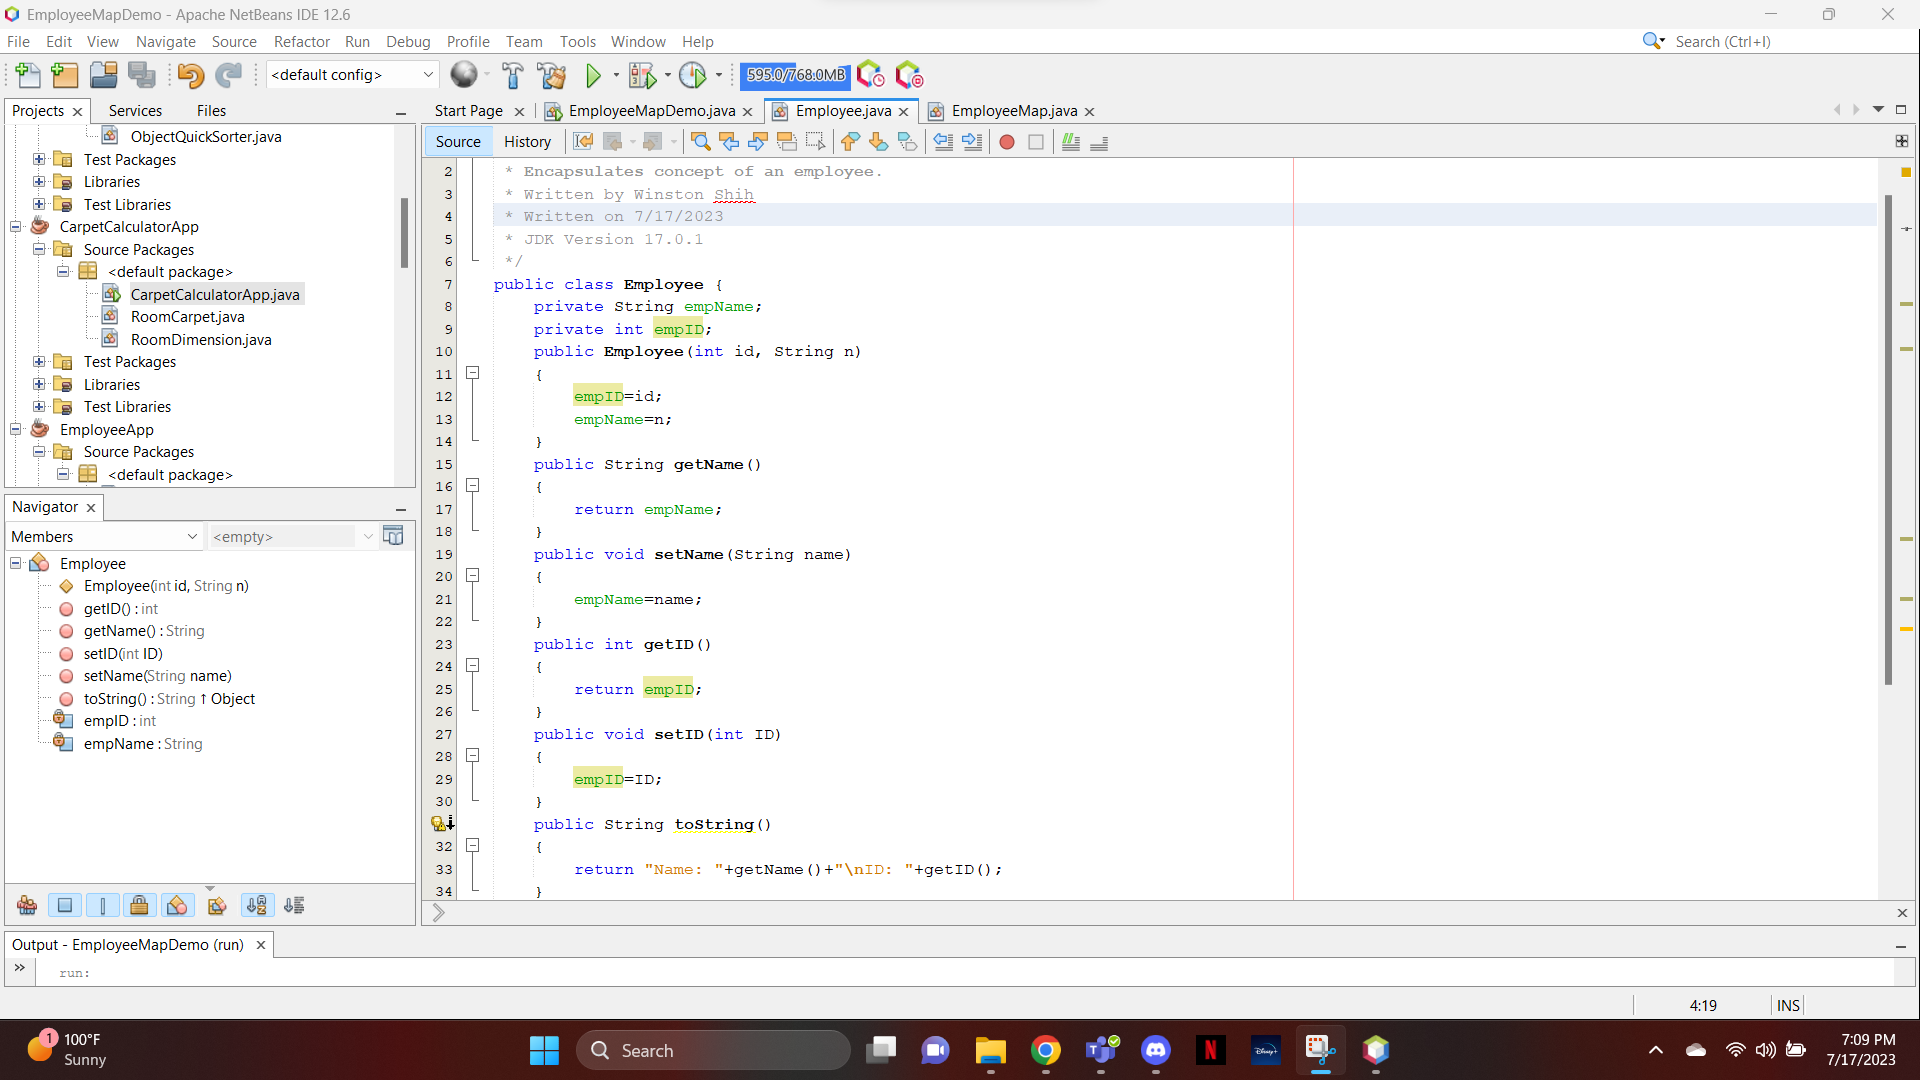 EmployeeMapDemo - Apache NetBeans IDE 12.6
File Edit View Navigate Source Refactor Run Debug Profile Team Tools Window Help
Search (Ctrl+I)
<default config>
595.0/768.0MB
Projects Services Files
Start Page EmployeeMapDemo.java Employee.java EmployeeMap.java
Source History
ObjectQuickSorter.java
Test Packages
Libraries
Test Libraries
CarpetCalculatorApp
Source Packages
<default package>
CarpetCalculatorApp.java
RoomCarpet.java
RoomDimension.java
Test Packages
Libraries
Test Libraries
EmployeeApp
Source Packages
<default package>
Navigator
Members <empty>
Employee
Employee(int id, String n)
getID() : int
getName() : String
setID(int ID)
setName(String name)
toString() : String ↑ Object
empID : int
empName : String
2 * Encapsulates concept of an employee.
3 * Written by Winston Shih
4 * Written on 7/17/2023
5 * JDK Version 17.0.1
6 */
7 public class Employee {
8 private String empName;
9 private int empID;
10 public Employee(int id, String n)
11 {
12 empID=id;
13 empName=n;
14 }
15 public String getName()
16 {
17 return empName;
18 }
19 public void setName(String name)
20 {
21 empName=name;
22 }
23 public int getID()
24 {
25 return empID;
26 }
27 public void setID(int ID)
28 {
29 empID=ID;
30 }
public String toString()
32 {
33 return "Name: "+getName()+"\nID: "+getID();
34 }
Output - EmployeeMapDemo (run)
run:
4:19 INS
1
100°F
Sunny
Search
Disney+
N
7:09 PM
7/17/2023